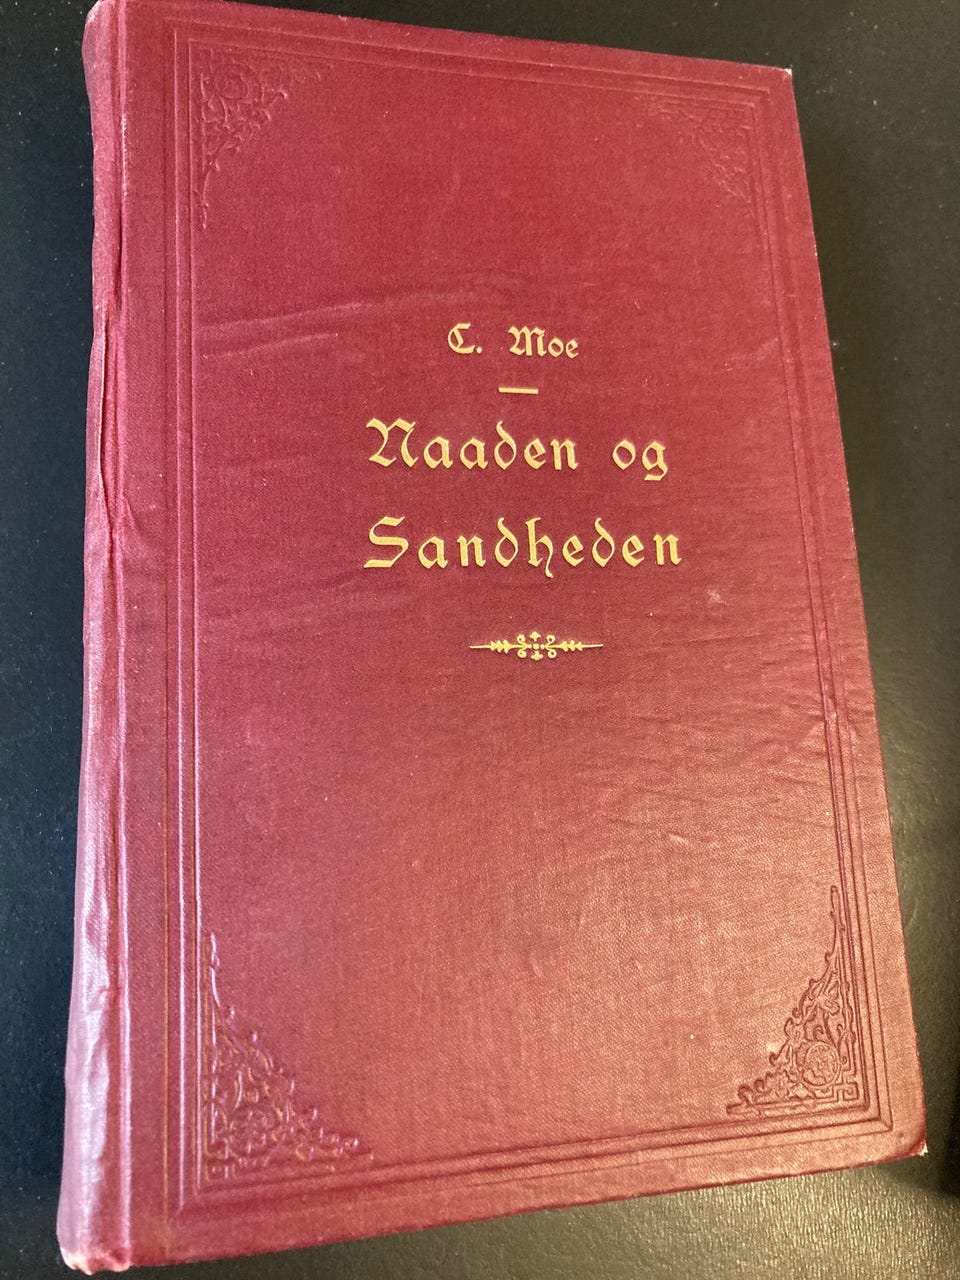 C. Moe
Naaden og
Sandheden